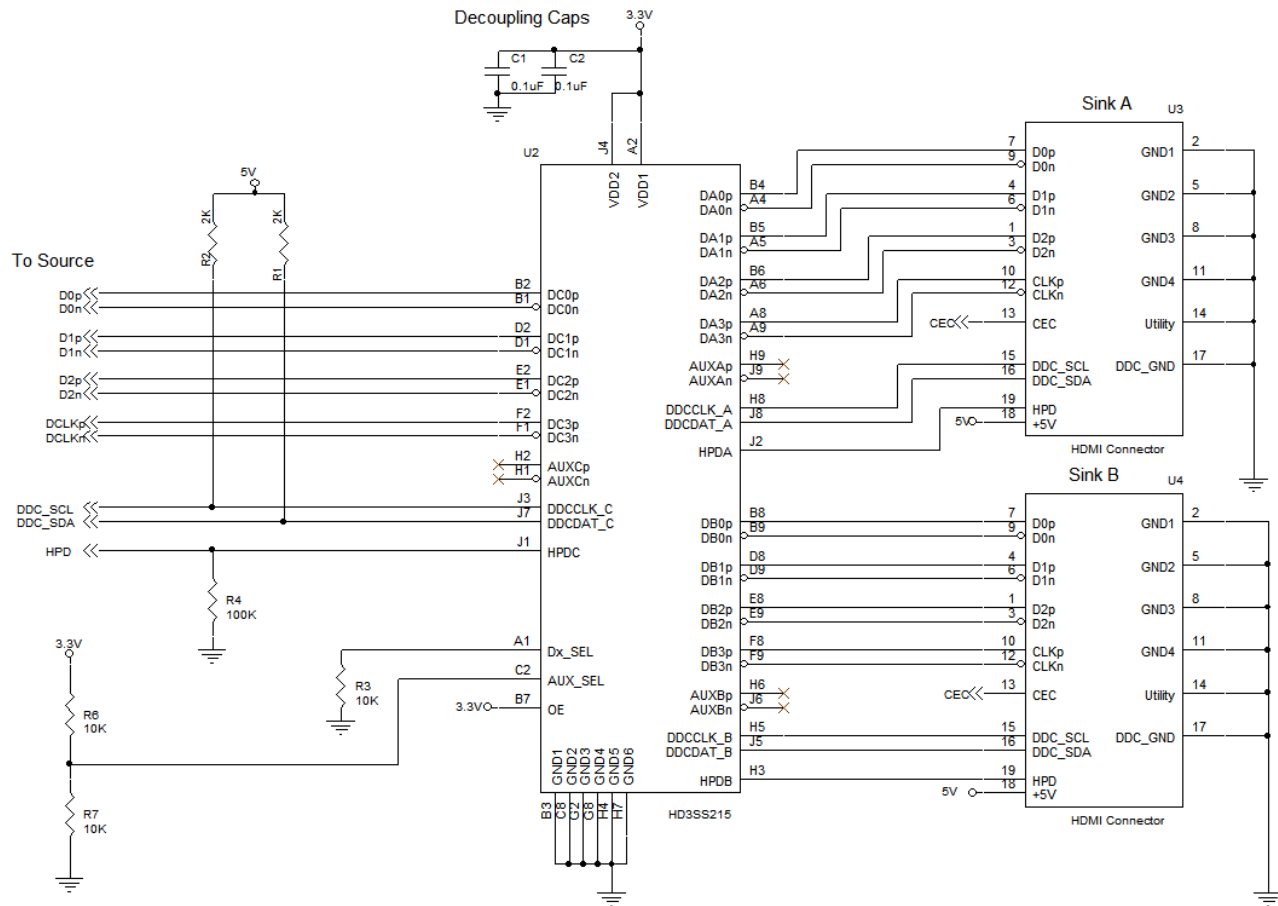 Decoupling Caps
3.3V
C1
C2
0.1uF
0.1uF
Sink A
U3
U2
J4
A2
VDD2
VDD1
5V
2K
2K
R2
R1
To Source
D0p
B2
DC0p
D0n
B1
DC0n
D1p
D2
DC1p
D1n
D1
DC1n
D2p
E2
DC2p
D2n
E1
DC2n
DCLKp
F2
DC3p
DCLKn
F1
DC3n
H2
AUXCp
H1
AUXCn
DDC_SCL
J3
DDCCLK_C
DDC_SDA
J7
DDCDAT_C
HPD
J1
HPDC
R4
100K
3.3V
A1
Dx_SEL
R3
10K
C2
AUX_SEL
R6
10K
3.3V
B7
OE
R7
10K
GND1
GND2
GND3
GND4
GND5
GND6
B3
C8
G2
G8
H4
H7
HD3SS215
DA0p
B4
DA0n
A4
DA1p
B5
DA1n
A5
DA2p
B6
DA2n
A6
DA3p
A8
DA3n
A9
AUXAp
H9
AUXAn
J9
DDCCLK_A
H8
DDCDAT_A
J8
HPDA
J2
DB0p
B8
DB0n
B9
DB1p
D8
DB1n
D9
DB2p
E8
DB2n
E9
DB3p
F8
DB3n
F9
AUXBp
H6
AUXBn
J6
DDCCLK_B
H5
DDCDAT_B
J5
HPDB
H3
7
D0p
GND1
2
9
D0n
4
D1p
GND2
5
6
D1n
1
D2p
GND3
8
3
D2n
10
CLKp
GND4
11
12
CLKn
CEC
13
CEC
Utility
14
15
DDC_SCL
DDC_GND
17
16
DDC_SDA
19
HPD
5V
18
+5V
HDMI Connector
Sink B
U4
7
D0p
GND1
2
9
D0n
4
D1p
GND2
5
6
D1n
1
D2p
GND3
8
3
D2n
10
CLKp
GND4
11
12
CLKn
CEC
13
CEC
Utility
14
15
DDC_SCL
DDC_GND
17
16
DDC_SDA
19
HPD
5V
18
+5V
HDMI Connector